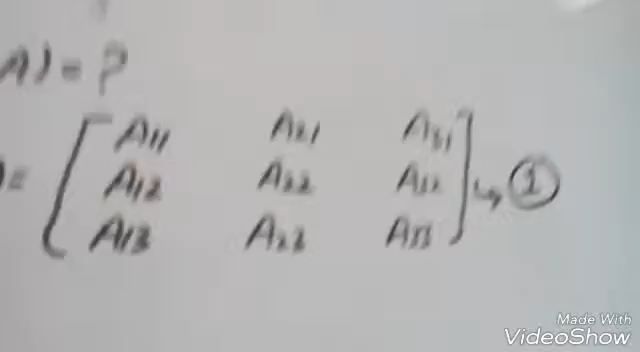 A) = ?
= [ A11 A21 A31 ]
A12 A22 A32
A13 A23 A33 ↳ ①
Made With
VideoShow